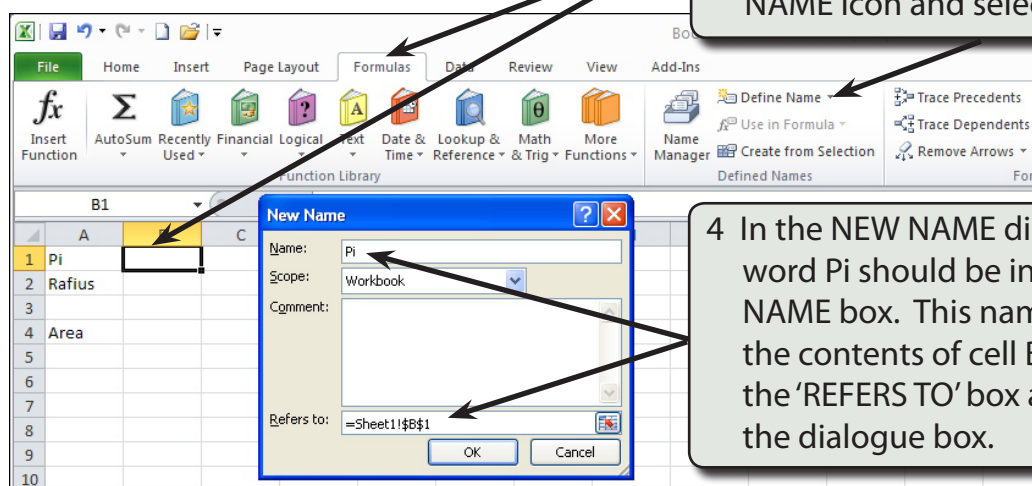 NAME icon and selec
File Home Insert Page Layout Formulas Data Review View Add-Ins
fx Insert Function
Σ AutoSum
Recently Used
Financial
Logical
Text
Date & Time
Lookup & Reference
Math & Trig
More Functions
Function Library
Name Manager
Define Name
Use in Formula
Create from Selection
Defined Names
Trace Precedents
Trace Dependents
Remove Arrows
For
B1
A C
1 Pi
2 Rafius
3
4 Area
5
6
7
8
9
10
New Name
Name: Pi
Scope: Workbook
Comment:
Refers to: =Sheet1!$B$1
OK Cancel
4 In the NEW NAME di
word Pi should be in
NAME box. This nam
the contents of cell B
the 'REFERS TO' box a
the dialogue box.